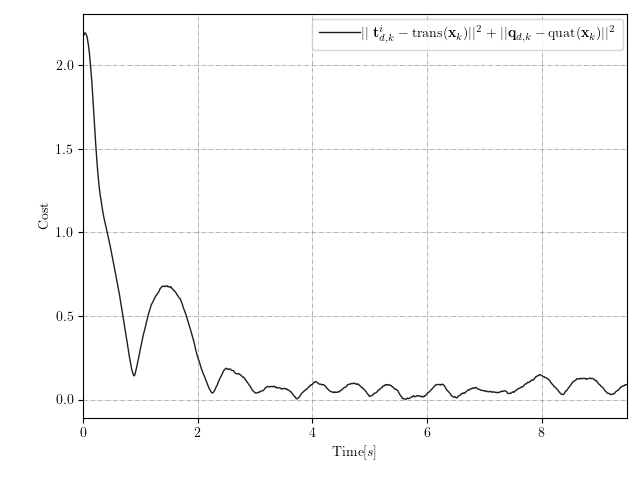 || t^i_{d,k} − trans(x_k)||² + ||q_{d,k} − quat(x_k)||²
2.0
1.5
Cost
1.0
0.5
0.0
0 2 4 6 8
Time[s]